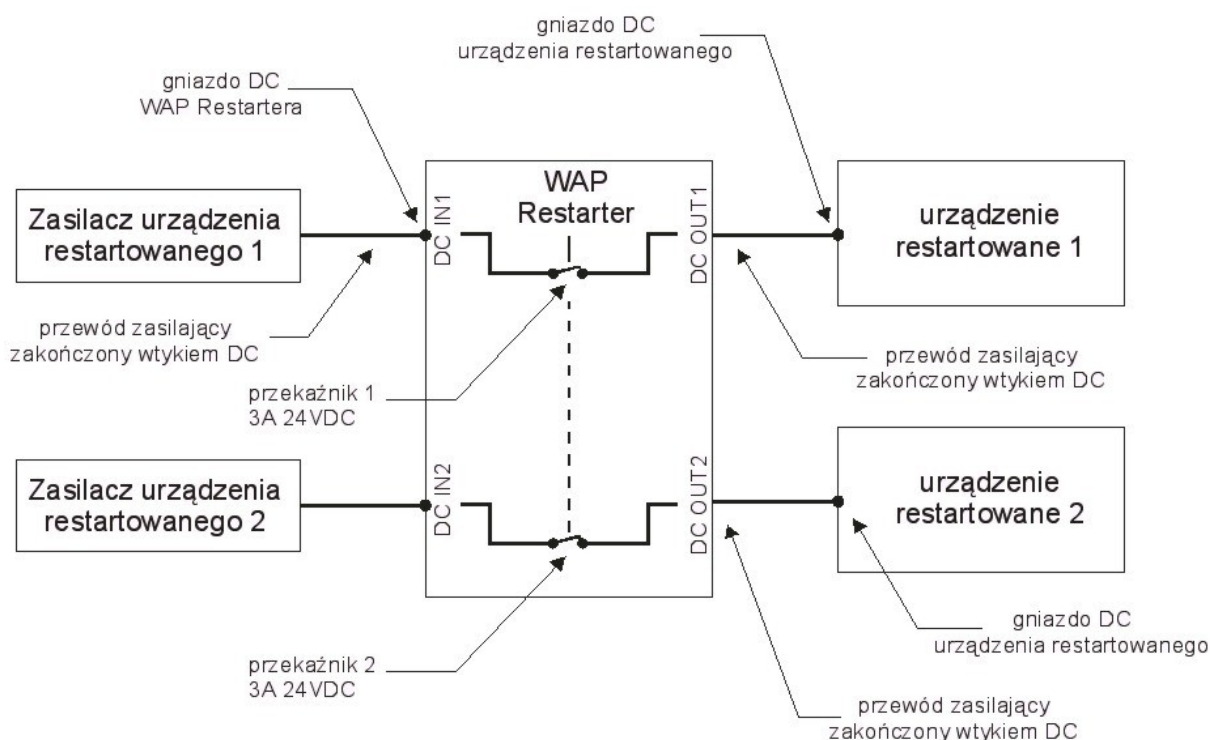 gniazdo DC
urządzenia restartowanego
gniazdo DC
WAP Restartera
Zasilacz urządzenia
restartowanego 1
DC IN1
WAP
Restarter
DC OUT1
urządzenie
restartowane 1
przewód zasilający
zakończony wtykiem DC
przewód zasilający
zakończony wtykiem DC
przekaźnik 1
3A 24VDC
Zasilacz urządzenia
restartowanego 2
DC IN2
DC OUT2
urządzenie
restartowane 2
gniazdo DC
urządzenia restartowanego
przekaźnik 2
3A 24VDC
przewód zasilający
zakończony wtykiem DC